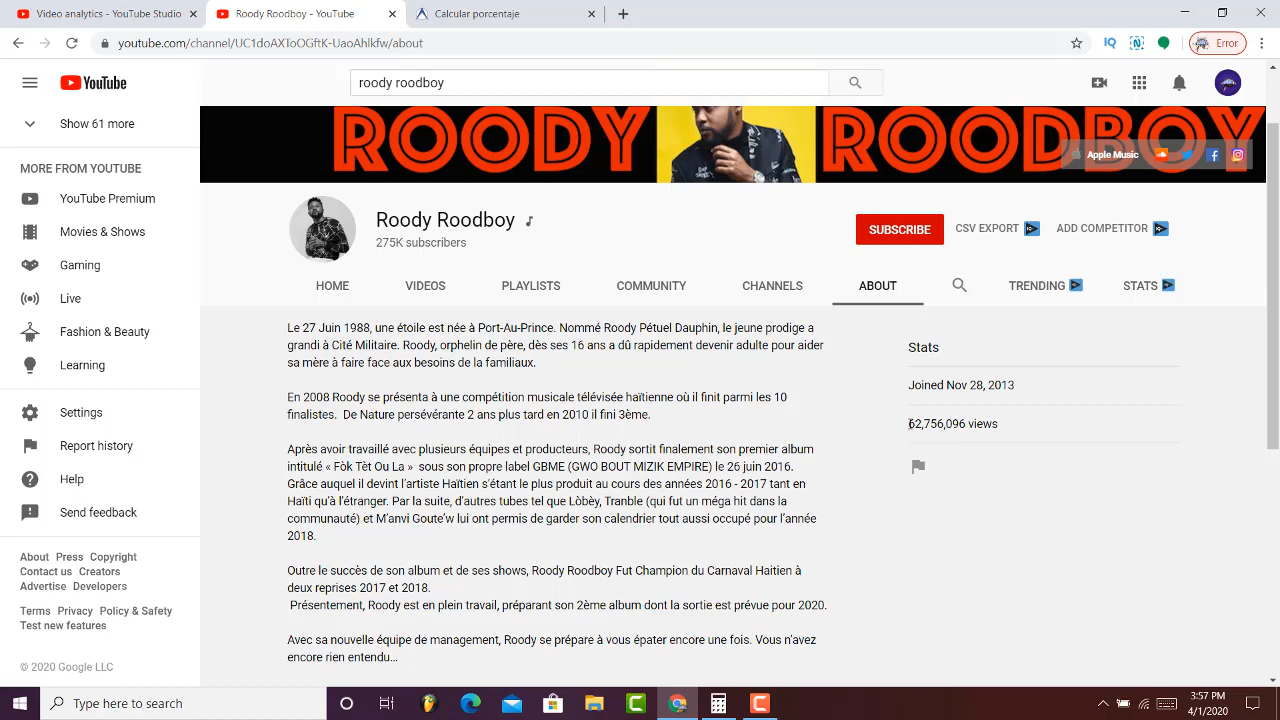 Video Studio
Roody Roodboy - YouTube
Calcular porcentaje
youtube.com/channel/UC1doAXToOGftK-UaoAhlkfw/about
Error
YouTube
roody roodboy
Show 61 more
MORE FROM YOUTUBE
YouTube Premium
Movies & Shows
Gaming
Live
Fashion & Beauty
Learning
Settings
Report history
Help
Send feedback
About Press Copyright
Contact us Creators
Advertise Developers
Terms Privacy Policy & Safety
Test new features
© 2020 Google LLC
ROODY ROODBOY
Apple Music
Roody Roodboy
275K subscribers
SUBSCRIBE
CSV EXPORT
ADD COMPETITOR
HOME VIDEOS PLAYLISTS COMMUNITY CHANNELS ABOUT TRENDING STATS
Le 27 Juin 1988, une étoile est née à Port-Au-Prince. Nommé Roody Pétuel Dauphin, le jeune prodige a
grandi à Cité Militaire. Roody, orphelin de père, dès ses 16 ans a dû rapidement devenir adulte pour aider
sa mère à faire face aux besoins de la familiaux.
En 2008 Roody se présenta à une compétition musicale télévisée haïtienne où il finit parmi les 10
finalistes. De Nature persévérante 2 ans plus tard en 2010 il fini 3ème.
Après avoir travaillé avec plusieurs équipes et producteurs, Roody sortit finalement son premier album
intitulé « Fòk Tèt Ou La » sous son propre label GBME (GWO BOUT MIZIK EMPIRE) le 26 juin 2016.
Grâce auquel il devint l'artiste Haïtien s'étant le plus produit au cours des années 2016 - 2017 tant en
Haïti qu'à l'étranger. Par la suite, d'autres tubes tel que Lòbèy, Tranble (qui fut un méga hit dans la
communauté) et M'anvi Goute'w lui ont permis de garder son calendrier tout aussi occupé pour l'année
2018.
Outre le succès de son album et de ses shows, Roody Roodboy Fut Champion du Carnaval Haitien à
deux reprises 2017 et 2018.
Présentement, Roody est en plein travail, préparant son 2ème album dont la sortie est prévue pour 2020.
Avec sa nouvelle équipe de management, Roody se prépare à vous épater encore une fois. Vous n'avez
encore rien entendu...
Stats
Joined Nov 28, 2013
62,756,096 views
Type here to search
3:57 PM
4/1/2020